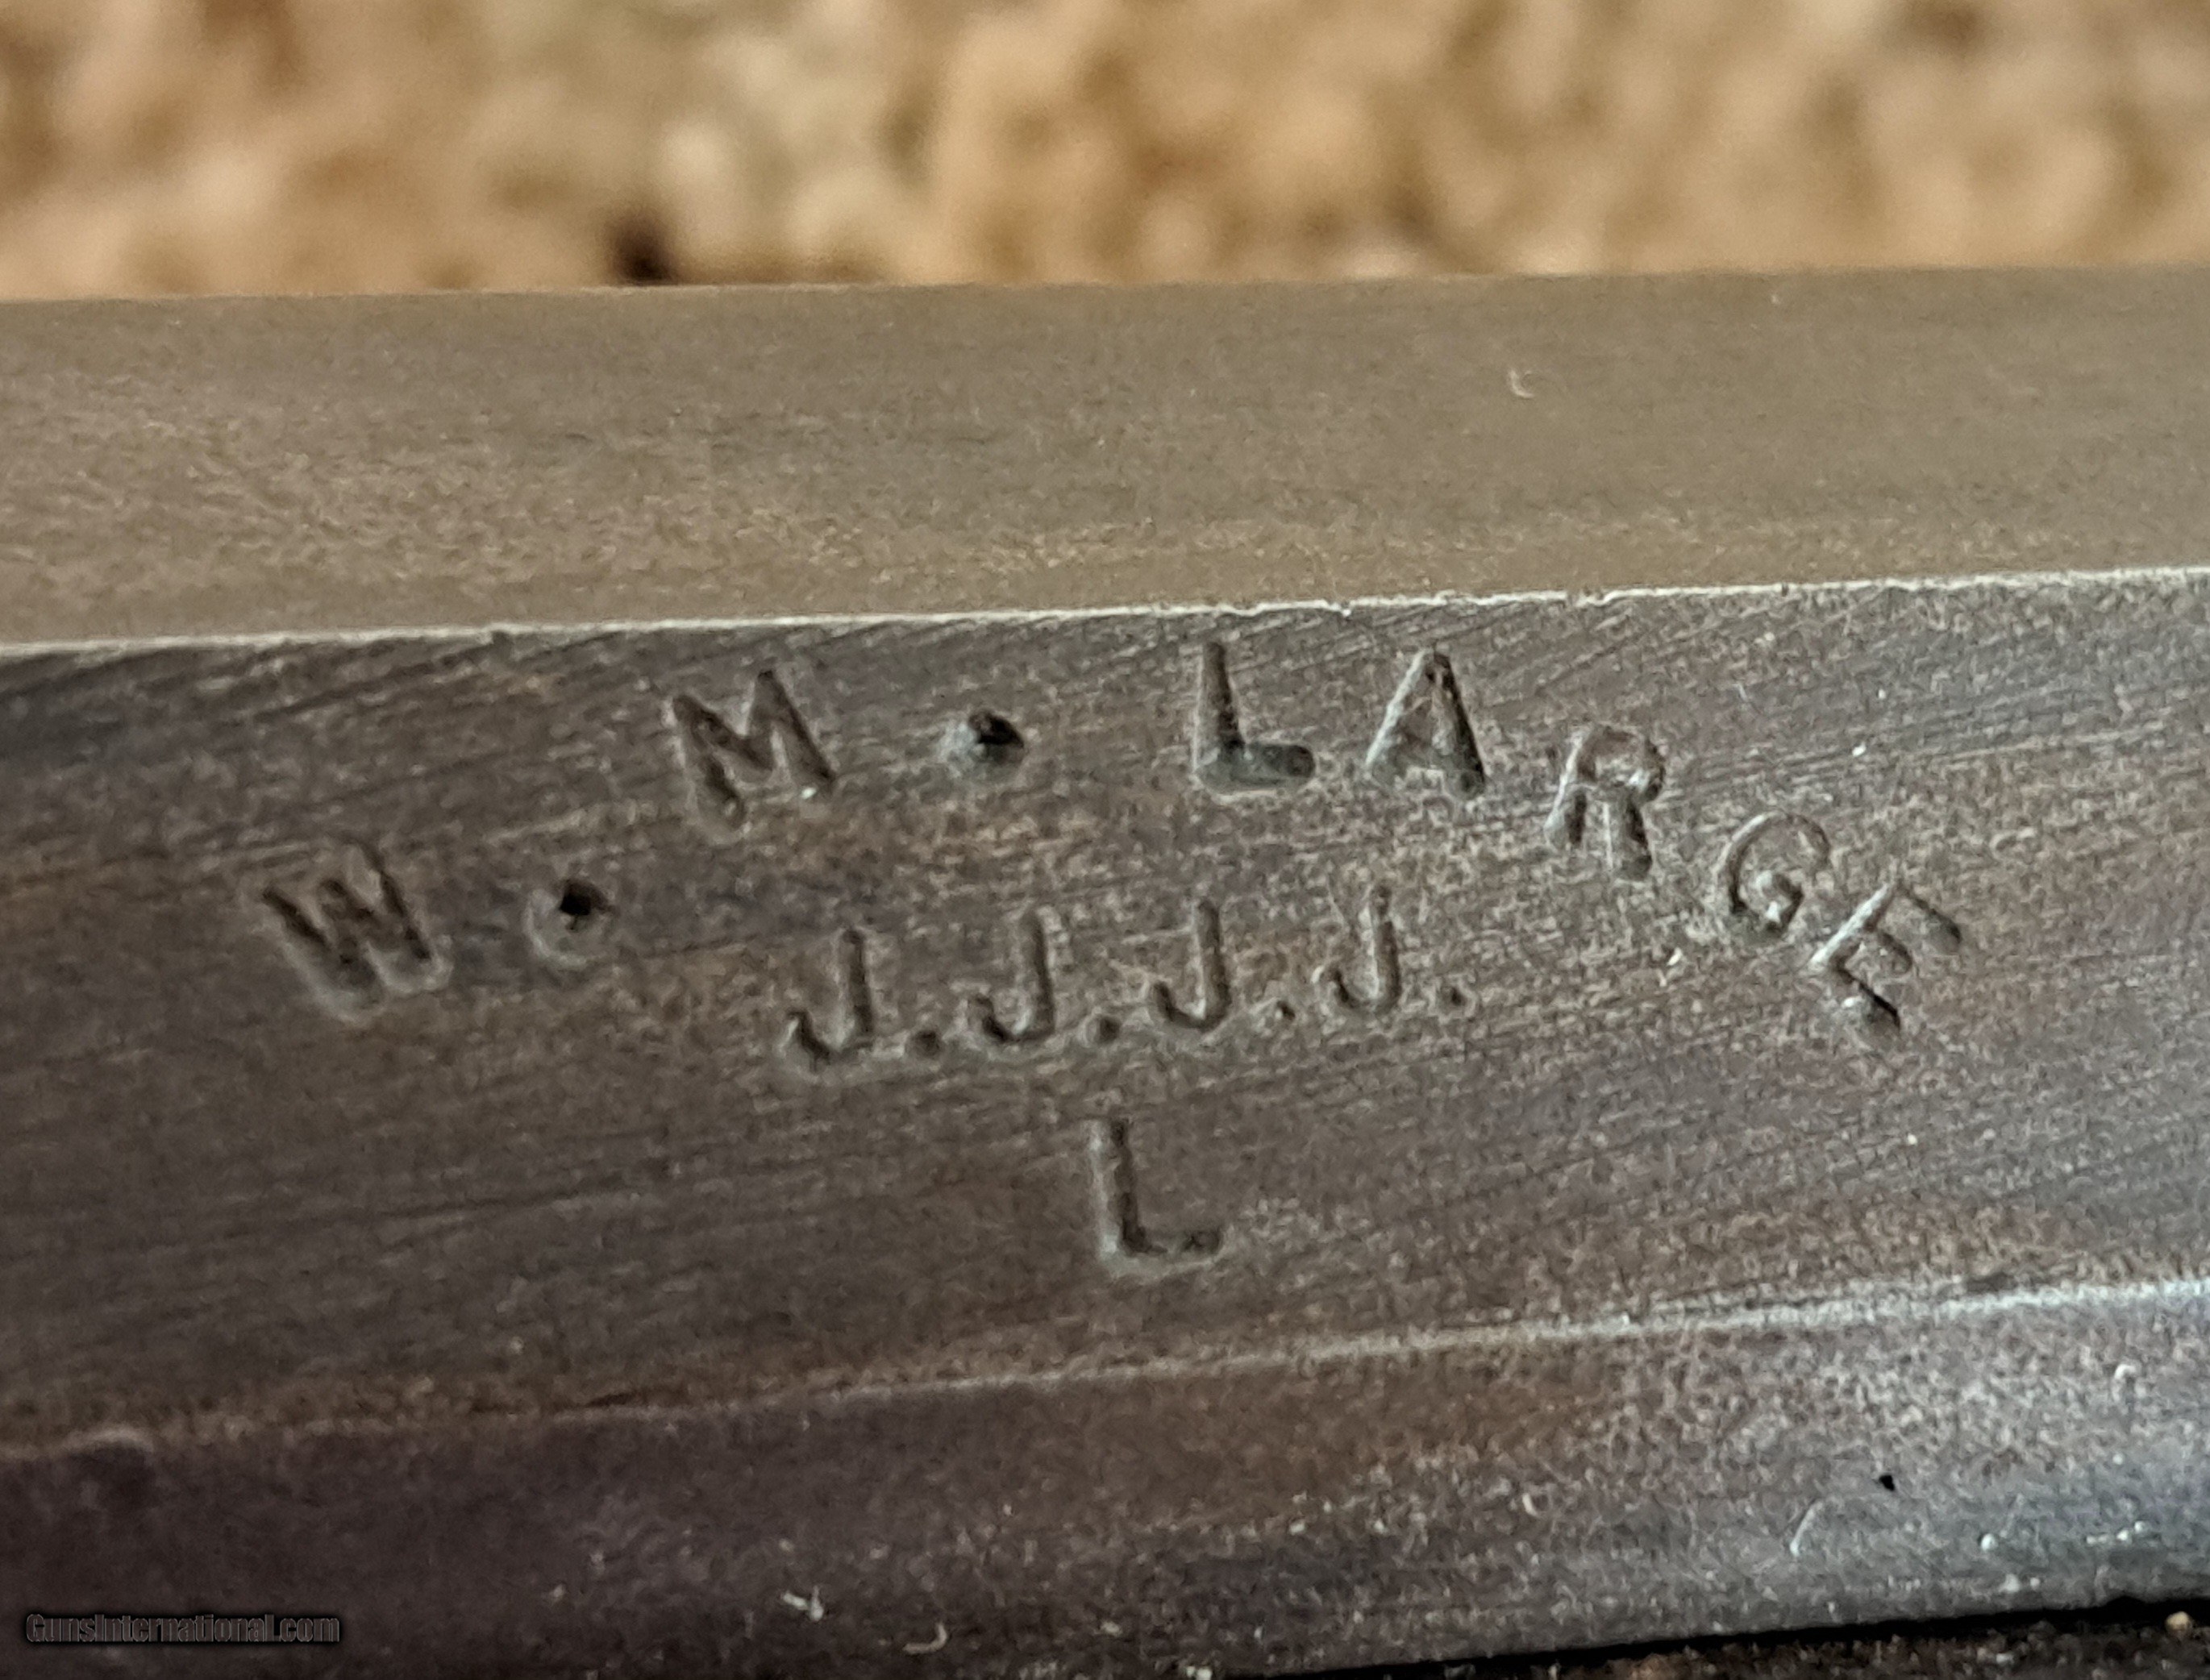 W. M. LARGE
J.J.J.J.
L
GunsInternational.com